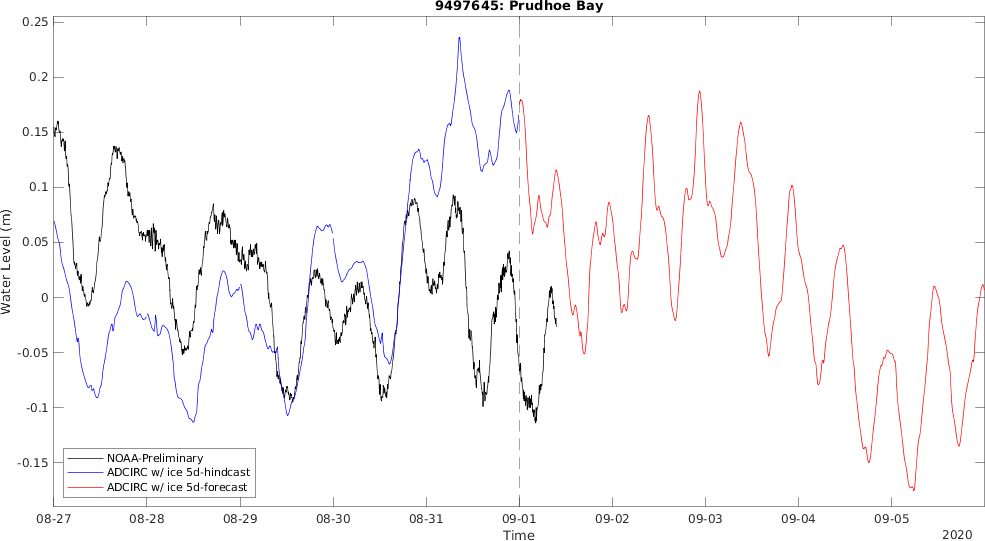 9497645: Prudhoe Bay
0.25
0.2
0.15
0.1
0.05
0
-0.05
-0.1
-0.15
Water Level (m)
NOAA-Preliminary
ADCIRC w/ ice 5d-hindcast
ADCIRC w/ ice 5d-forecast
08-27 08-28 08-29 08-30 08-31 09-01 09-02 09-03 09-04 09-05
Time
2020